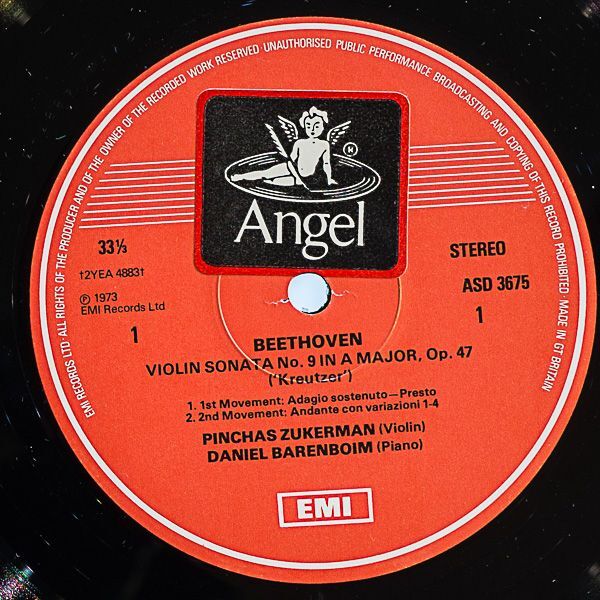 EMI RECORDS LTD·ALL RIGHTS OF THE PRODUCER AND OF THE OWNER OF THE RECORDED WORK RESERVED·UNAUTHORISED PUBLIC PERFORMANCE BROADCASTING AND COPYING OF THIS RECORD PROHIBITED·MADE IN GT BRITAIN
Angel
33⅓
STEREO
†2YEA 4883†
ASD 3675
℗ 1973
EMI Records Ltd
1
1
BEETHOVEN
VIOLIN SONATA No. 9 IN A MAJOR, Op. 47
('Kreutzer')
1. 1st Movement: Adagio sostenuto—Presto
2. 2nd Movement: Andante con variazioni 1-4
PINCHAS ZUKERMAN (Violin)
DANIEL BARENBOIM (Piano)
EMI